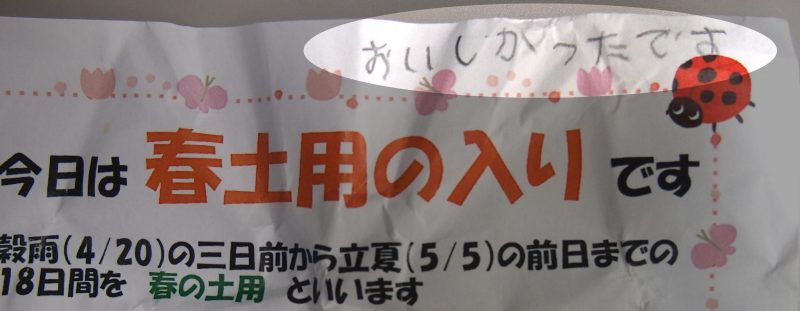 おいしかったです
今日は春土用の入りです
穀雨(4/20)の三日前から立夏(5/5)の前日までの
18日間を 春の土用 といいます